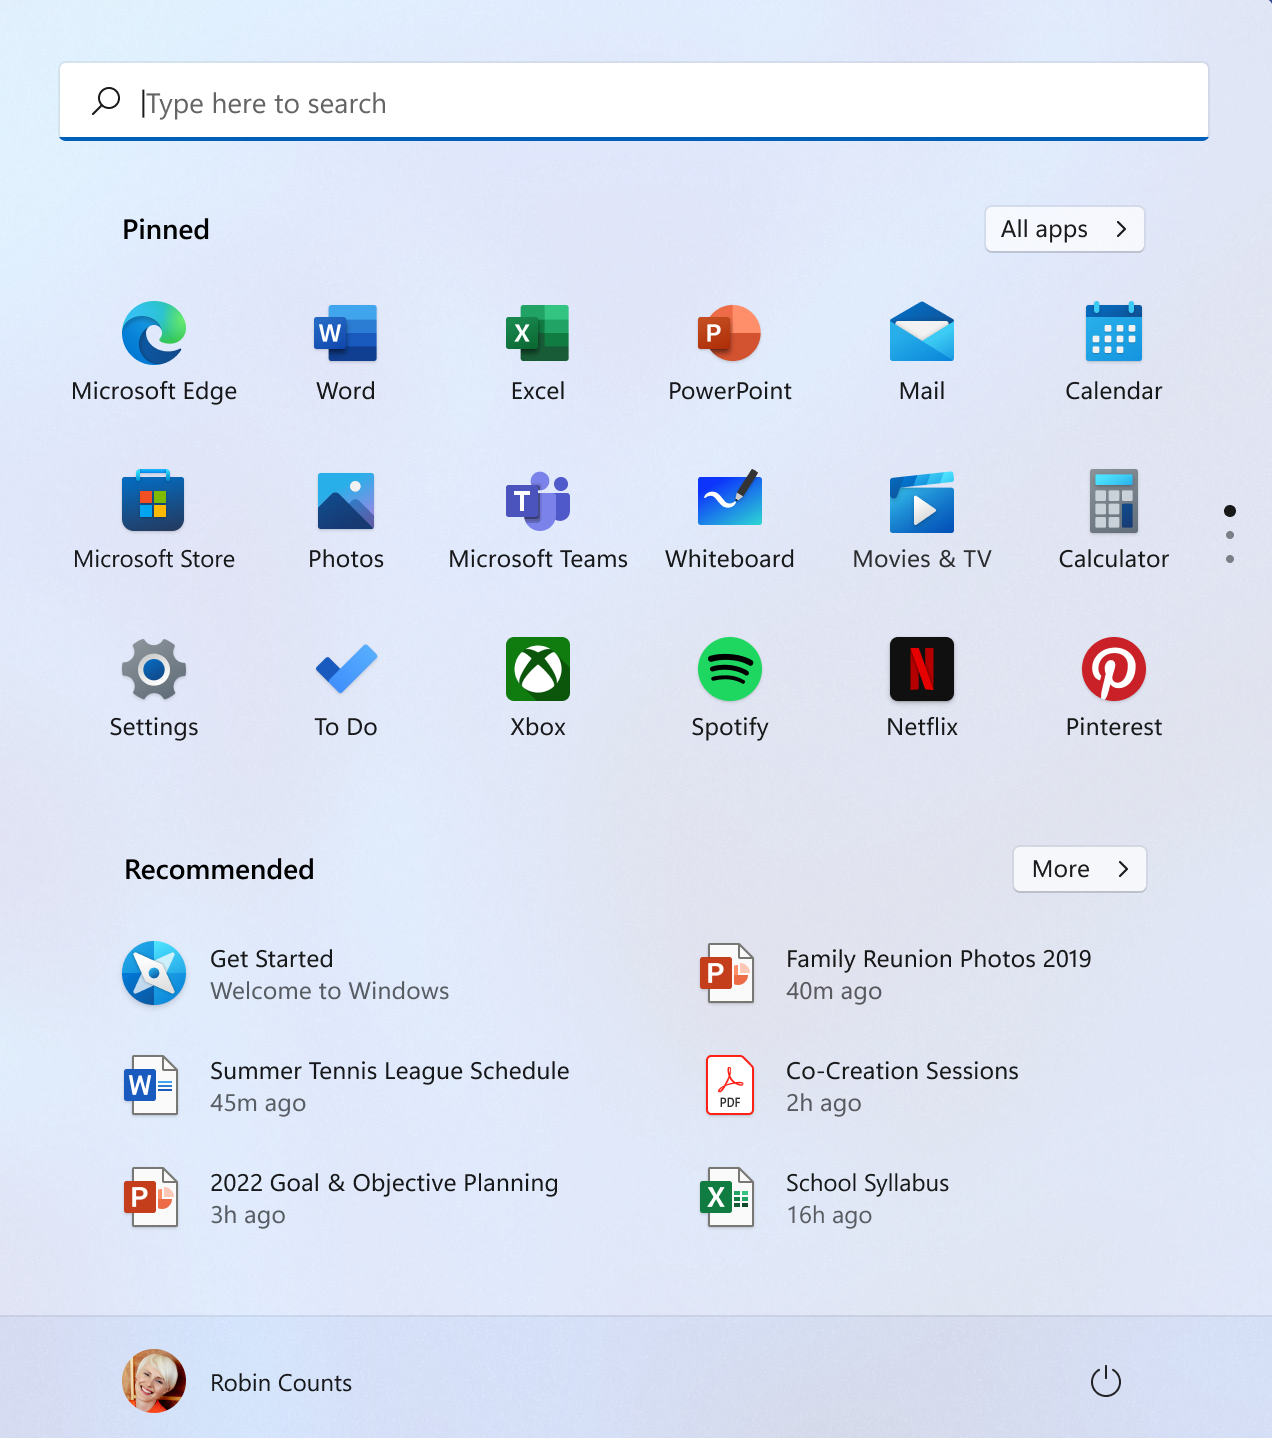 Type here to search
Pinned
All apps
Microsoft Edge
Word
Excel
PowerPoint
Mail
Calendar
Microsoft Store
Photos
Microsoft Teams
Whiteboard
Movies & TV
Calculator
Settings
To Do
Xbox
Spotify
Netflix
Pinterest
Recommended
More
Get Started
Welcome to Windows
Family Reunion Photos 2019
40m ago
Summer Tennis League Schedule
45m ago
PDF
Co-Creation Sessions
2h ago
2022 Goal & Objective Planning
3h ago
School Syllabus
16h ago
Robin Counts